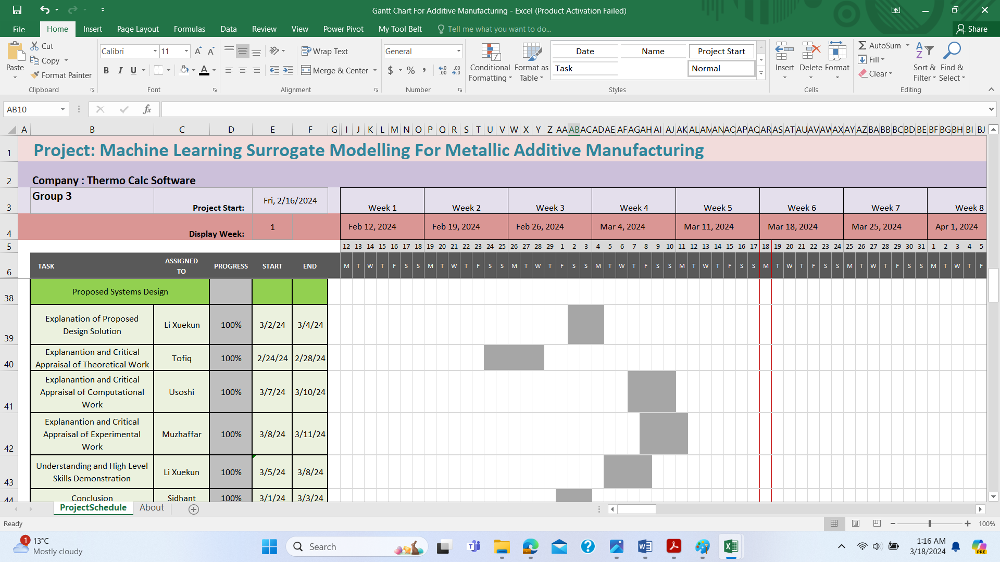 Gantt Chart For Additive Manufacturing - Excel (Product Activation Failed)
File Home Insert Page Layout Formulas Data Review View Power Pivot My Tool Belt Tell me what you want to do... Share
Paste Cut Copy Format Painter Clipboard
Calibri 11 B I U A Font
Wrap Text Merge & Center Alignment
General $ % , Number
Conditional Formatting Format as Table
Date Name Project Start
Task Normal
Styles
Insert Delete Format Cells
AutoSum Fill Clear Sort & Filter Find & Select Editing
AB10 fx
A B C D E F G I J K L M N O P Q R S T U V W X Y Z AA AB AC AD AE AF AG AH AI AJ AK AL AM AN AO AP AQ AR AS AT AU AV AW AX AY AZ BA BB BC BD BE BF BG BH BI BJ
1 Project: Machine Learning Surrogate Modelling For Metallic Additive Manufacturing
2 Company : Thermo Calc Software
3 Group 3 Project Start: Fri, 2/16/2024 Week 1 Week 2 Week 3 Week 4 Week 5 Week 6 Week 7 Week 8
4 Display Week: 1 Feb 12, 2024 Feb 19, 2024 Feb 26, 2024 Mar 4, 2024 Mar 11, 2024 Mar 18, 2024 Mar 25, 2024 Apr 1, 2024
5 12 13 14 15 16 17 18 19 20 21 22 23 24 25 26 27 28 29 1 2 3 4 5 6 7 8 9 10 11 12 13 14 15 16 17 18 19 20 21 22 23 24 25 26 27 28 29 30 31 1 2 3 4 5
6 TASK ASSIGNED TO PROGRESS START END M T W T F S S M T W T F S S M T W T F S S M T W T F S S M T W T F S S M T W T F S S M T W T F S S M T W T F
38 Proposed Systems Design
39 Explanation of Proposed Design Solution Li Xuekun 100% 3/2/24 3/4/24
40 Explanantion and Critical Appraisal of Theoretical Work Tofiq 100% 2/24/24 2/28/24
41 Explanantion and Critical Appraisal of Computational Work Usoshi 100% 3/7/24 3/10/24
42 Explanantion and Critical Appraisal of Experimental Work Muzhaffar 100% 3/8/24 3/11/24
43 Understanding and High Level Skills Demonstration Li Xuekun 100% 3/5/24 3/8/24
44 Conclusion Sidhant 100% 3/1/24 3/3/24
ProjectSchedule About
Ready 100%
1 13°C
Mostly cloudy
Search
1:16 AM
3/18/2024
PRE